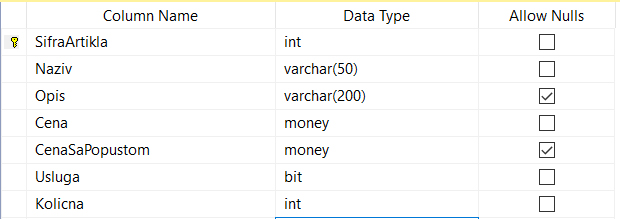 Column Name Data Type Allow Nulls
SifraArtikla int
Naziv varchar(50)
Opis varchar(200)
Cena money
CenaSaPopustom money
Usluga bit
Kolicna int